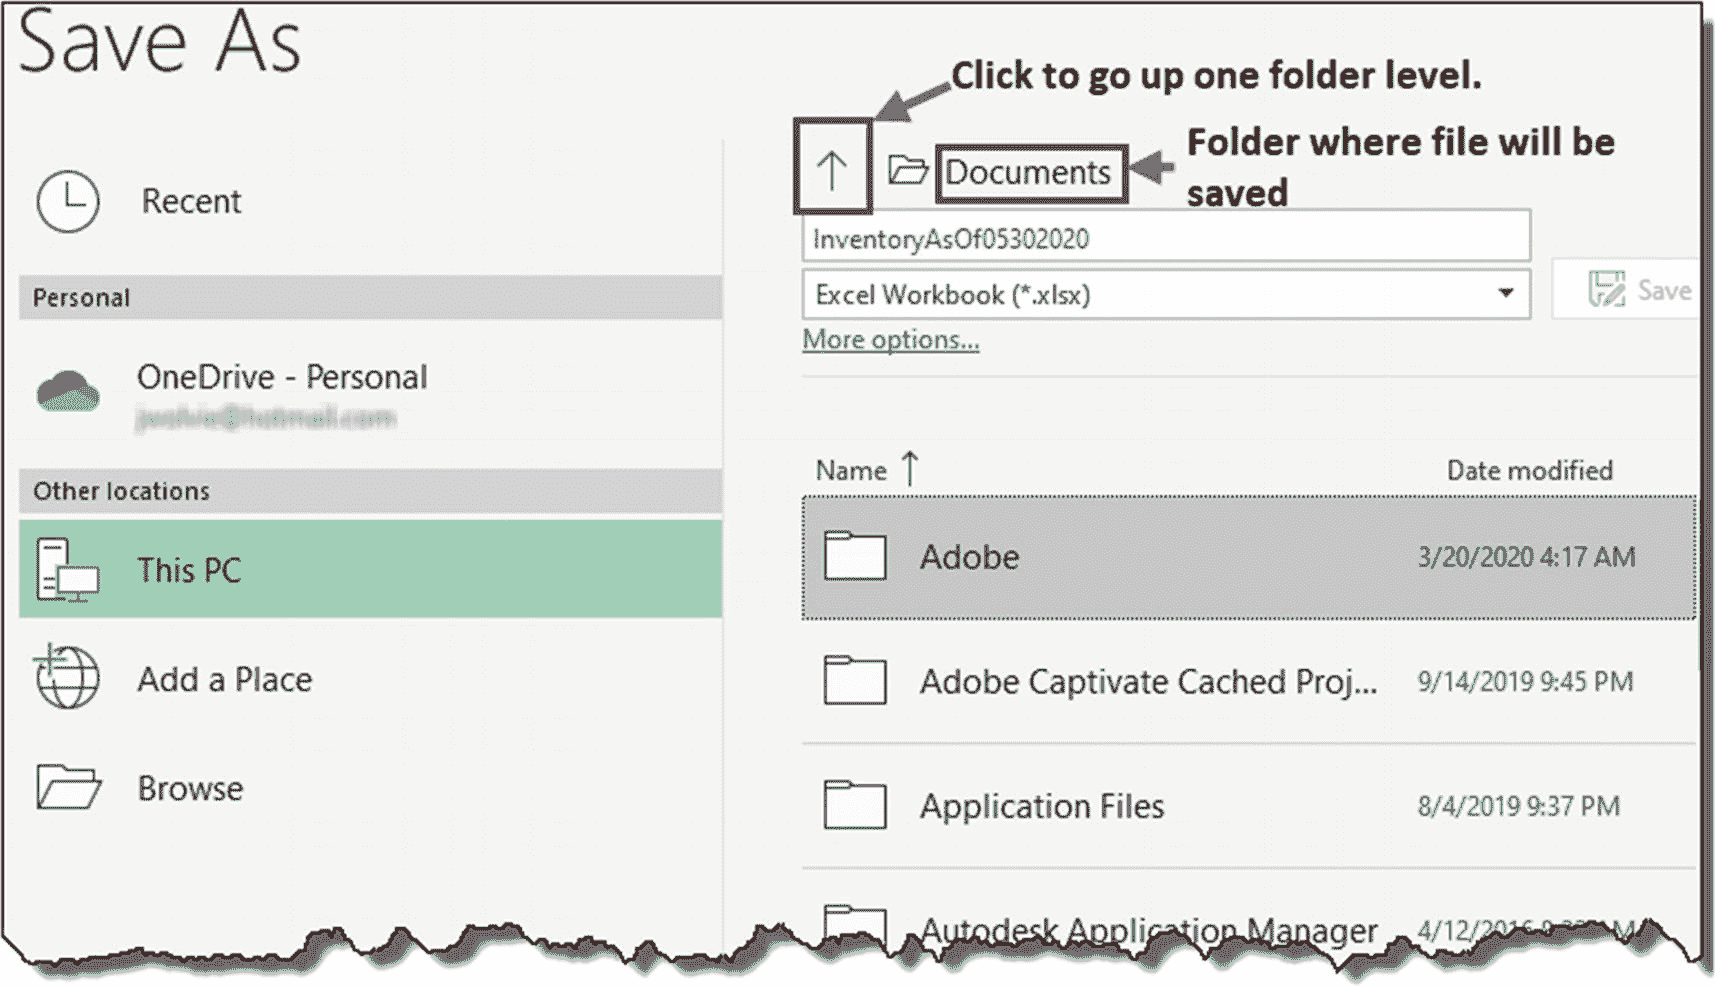 Save As
Click to go up one folder level.
Folder where file will be
saved
Documents
Recent
InventoryAsOf05302020
Personal
Excel Workbook (*.xlsx)
Save
More options...
OneDrive - Personal
Name
Date modified
Other locations
This PC
Adobe
3/20/2020 4:17 AM
Add a Place
Adobe Captivate Cached Proj...
9/14/2019 9:45 PM
Browse
Application Files
8/4/2019 9:37 PM
Autodesk Application Manager